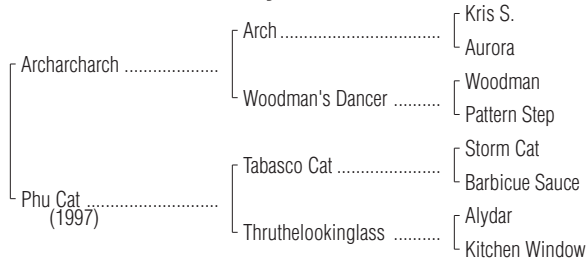 Kris S.
Arch
Aurora
Archarcharch
Woodman
Woodman's Dancer
Pattern Step
Storm Cat
Tabasco Cat
Barbicue Sauce
Phu Cat
(1997)
Alydar
Thruthelookinglass
Kitchen Window